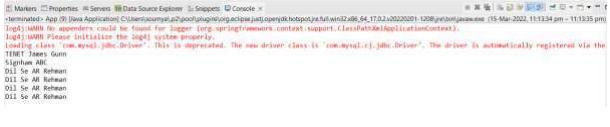 Markers Properties Servers Data Source Explorer Snippets Console
<terminated> App (9) [Java Application] C:\Users\soumya\.p2\pool\plugins\org.eclipse.justj.openjdk.hotspot.jre.full.win32.x86_64_17.0.2.v20220201-1208\jre\bin\javaw.exe (15-Mar-2022, 11:13:34 pm – 11:13:35 pm)
log4j:WARN No appenders could be found for logger (org.springframework.context.support.ClassPathXmlApplicationContext).
log4j:WARN Please initialize the log4j system properly.
Loading class `com.mysql.jdbc.Driver'. This is deprecated. The new driver class is `com.mysql.cj.jdbc.Driver'. The driver is automatically registered via the
TENET James Gunn
Signham ABC
Dil Se AR Rehman
Dil Se AR Rehman
Dil Se AR Rehman
Dil Se AR Rehman